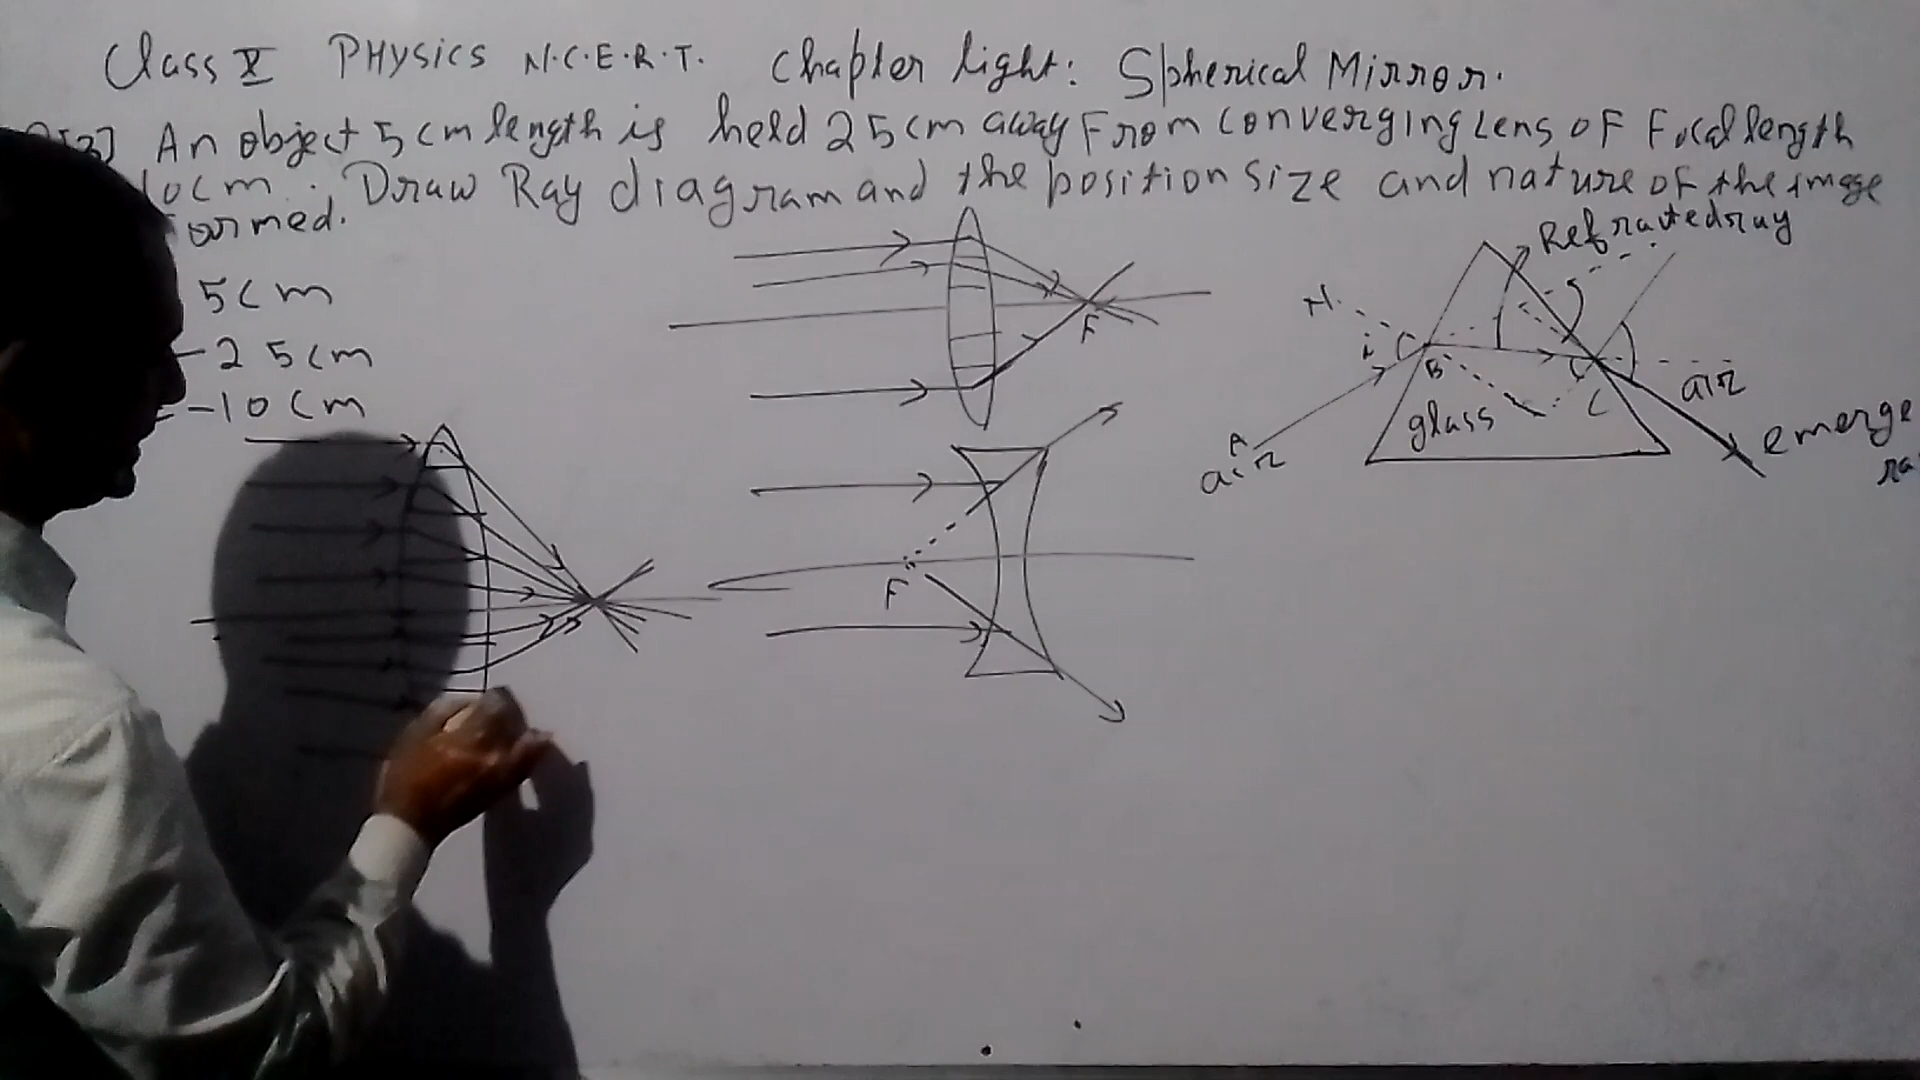 Class X PHysics N.C.E.R.T. Chapter light: Spherical Mirror.
An object 5cm length is held 25cm away From converging Lens of Focal length
10cm. Draw Ray diagram and the position size and nature of the image
formed.
5cm
-25cm
= -10cm
F
F
Refractedray
N.
i
B
C
glass
air
A
air
emerge